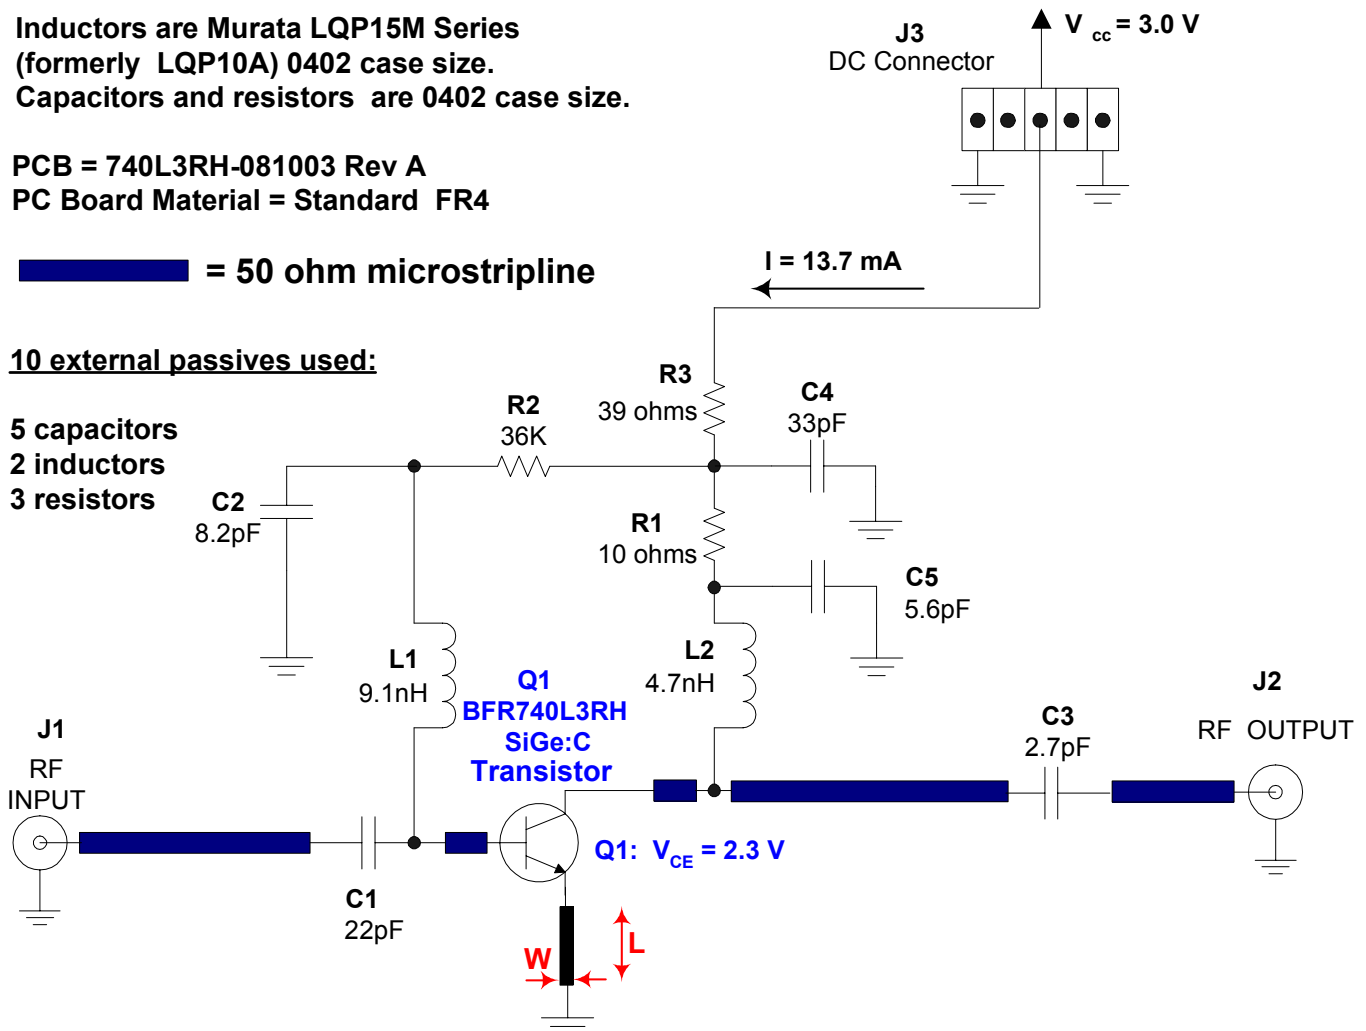 Inductors are Murata LQP15M Series
(formerly LQP10A) 0402 case size.
Capacitors and resistors are 0402 case size.
PCB = 740L3RH-081003 Rev A
PC Board Material = Standard FR4
= 50 ohm microstripline
10 external passives used:
5 capacitors
2 inductors
3 resistors
J3
DC Connector
V cc = 3.0 V
I = 13.7 mA
R3
39 ohms
R2
36K
C4
33pF
C2
8.2pF
R1
10 ohms
C5
5.6pF
L1
9.1nH
L2
4.7nH
Q1
BFR740L3RH
SiGe:C
Transistor
J1
RF
INPUT
C3
2.7pF
J2
RF OUTPUT
Q1: VCE = 2.3 V
C1
22pF
W
L